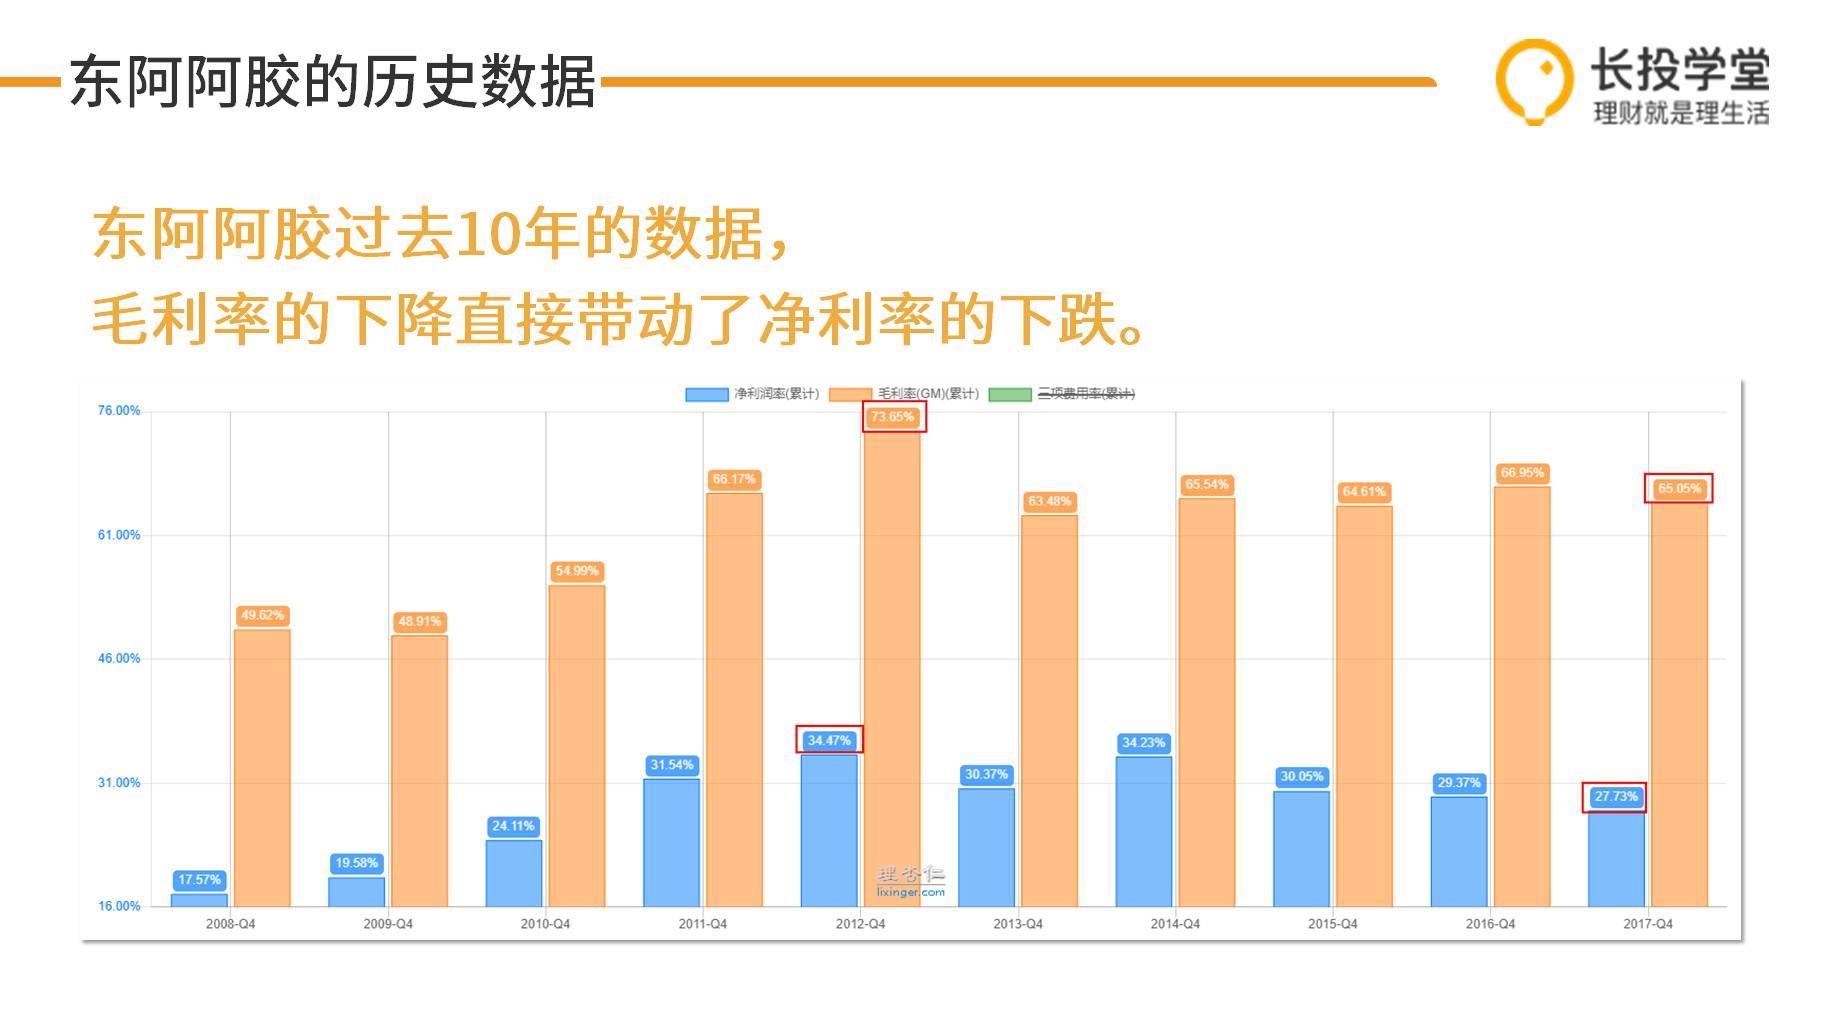 东阿阿胶的历史数据
长投学堂
理财就是理生活
东阿阿胶过去10年的数据，
毛利率的下降直接带动了净利率的下跌。
净利润率(累计) 毛利率(GM)(累计) 三项费用率(累计)
76.00%
61.00%
46.00%
31.00%
16.00%
17.57% 49.62%
19.58% 48.91%
24.11% 54.99%
31.54% 66.17%
34.47% 73.65%
30.37% 63.48%
34.23% 65.54%
30.05% 64.61%
29.37% 66.95%
27.73% 65.05%
理杏仁
lixinger.com
2008-Q4 2009-Q4 2010-Q4 2011-Q4 2012-Q4 2013-Q4 2014-Q4 2015-Q4 2016-Q4 2017-Q4